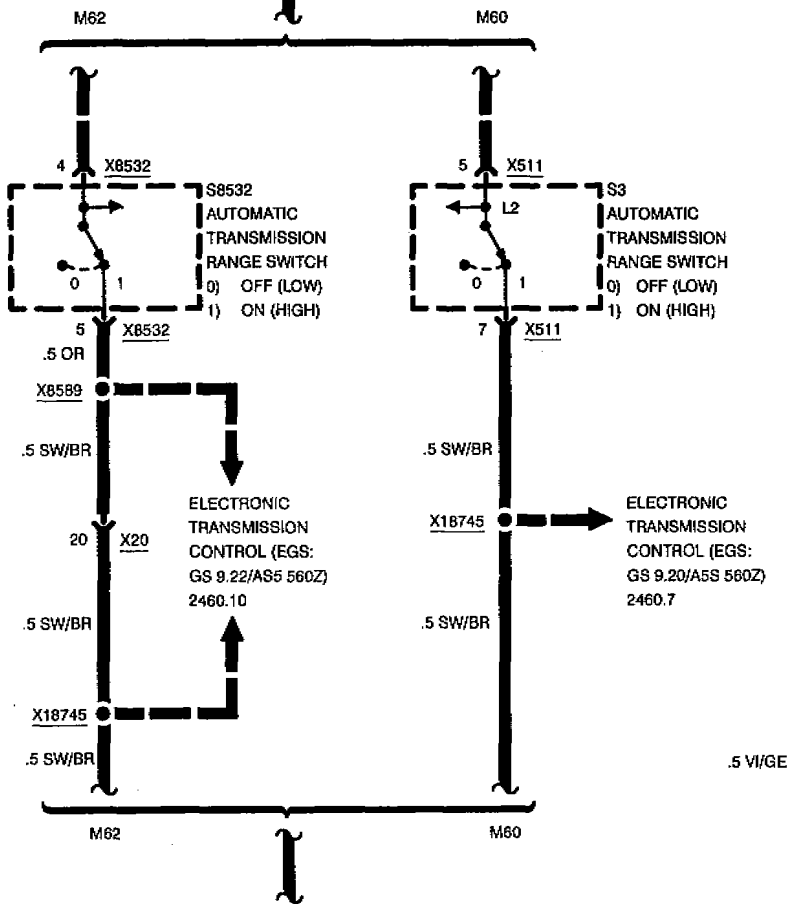 M62
M60
4 X8532
S8532
AUTOMATIC
TRANSMISSION
RANGE SWITCH
0) OFF (LOW)
1) ON (HIGH)
0 1
5 X8532
.5 OR
X8589
.5 SW/BR
20 X20
ELECTRONIC
TRANSMISSION
CONTROL (EGS:
GS 9.22/AS5 560Z)
2460.10
.5 SW/BR
X18745
.5 SW/BR
M62
5 X511
L2
S3
AUTOMATIC
TRANSMISSION
RANGE SWITCH
0) OFF (LOW)
1) ON (HIGH)
0 1
7 X511
.5 SW/BR
X18745
ELECTRONIC
TRANSMISSION
CONTROL (EGS:
GS 9.20/A5S 560Z)
2460.7
.5 SW/BR
.5 VI/GE
M60